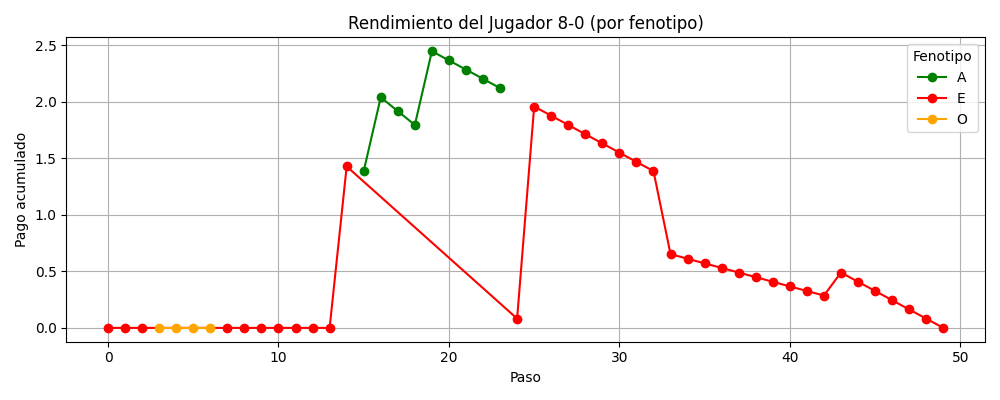 Rendimiento del Jugador 8-0 (por fenotipo)
Pago acumulado
2.5
2.0
1.5
1.0
0.5
0.0
0 10 20 30 40 50
Paso
Fenotipo
A
E
O